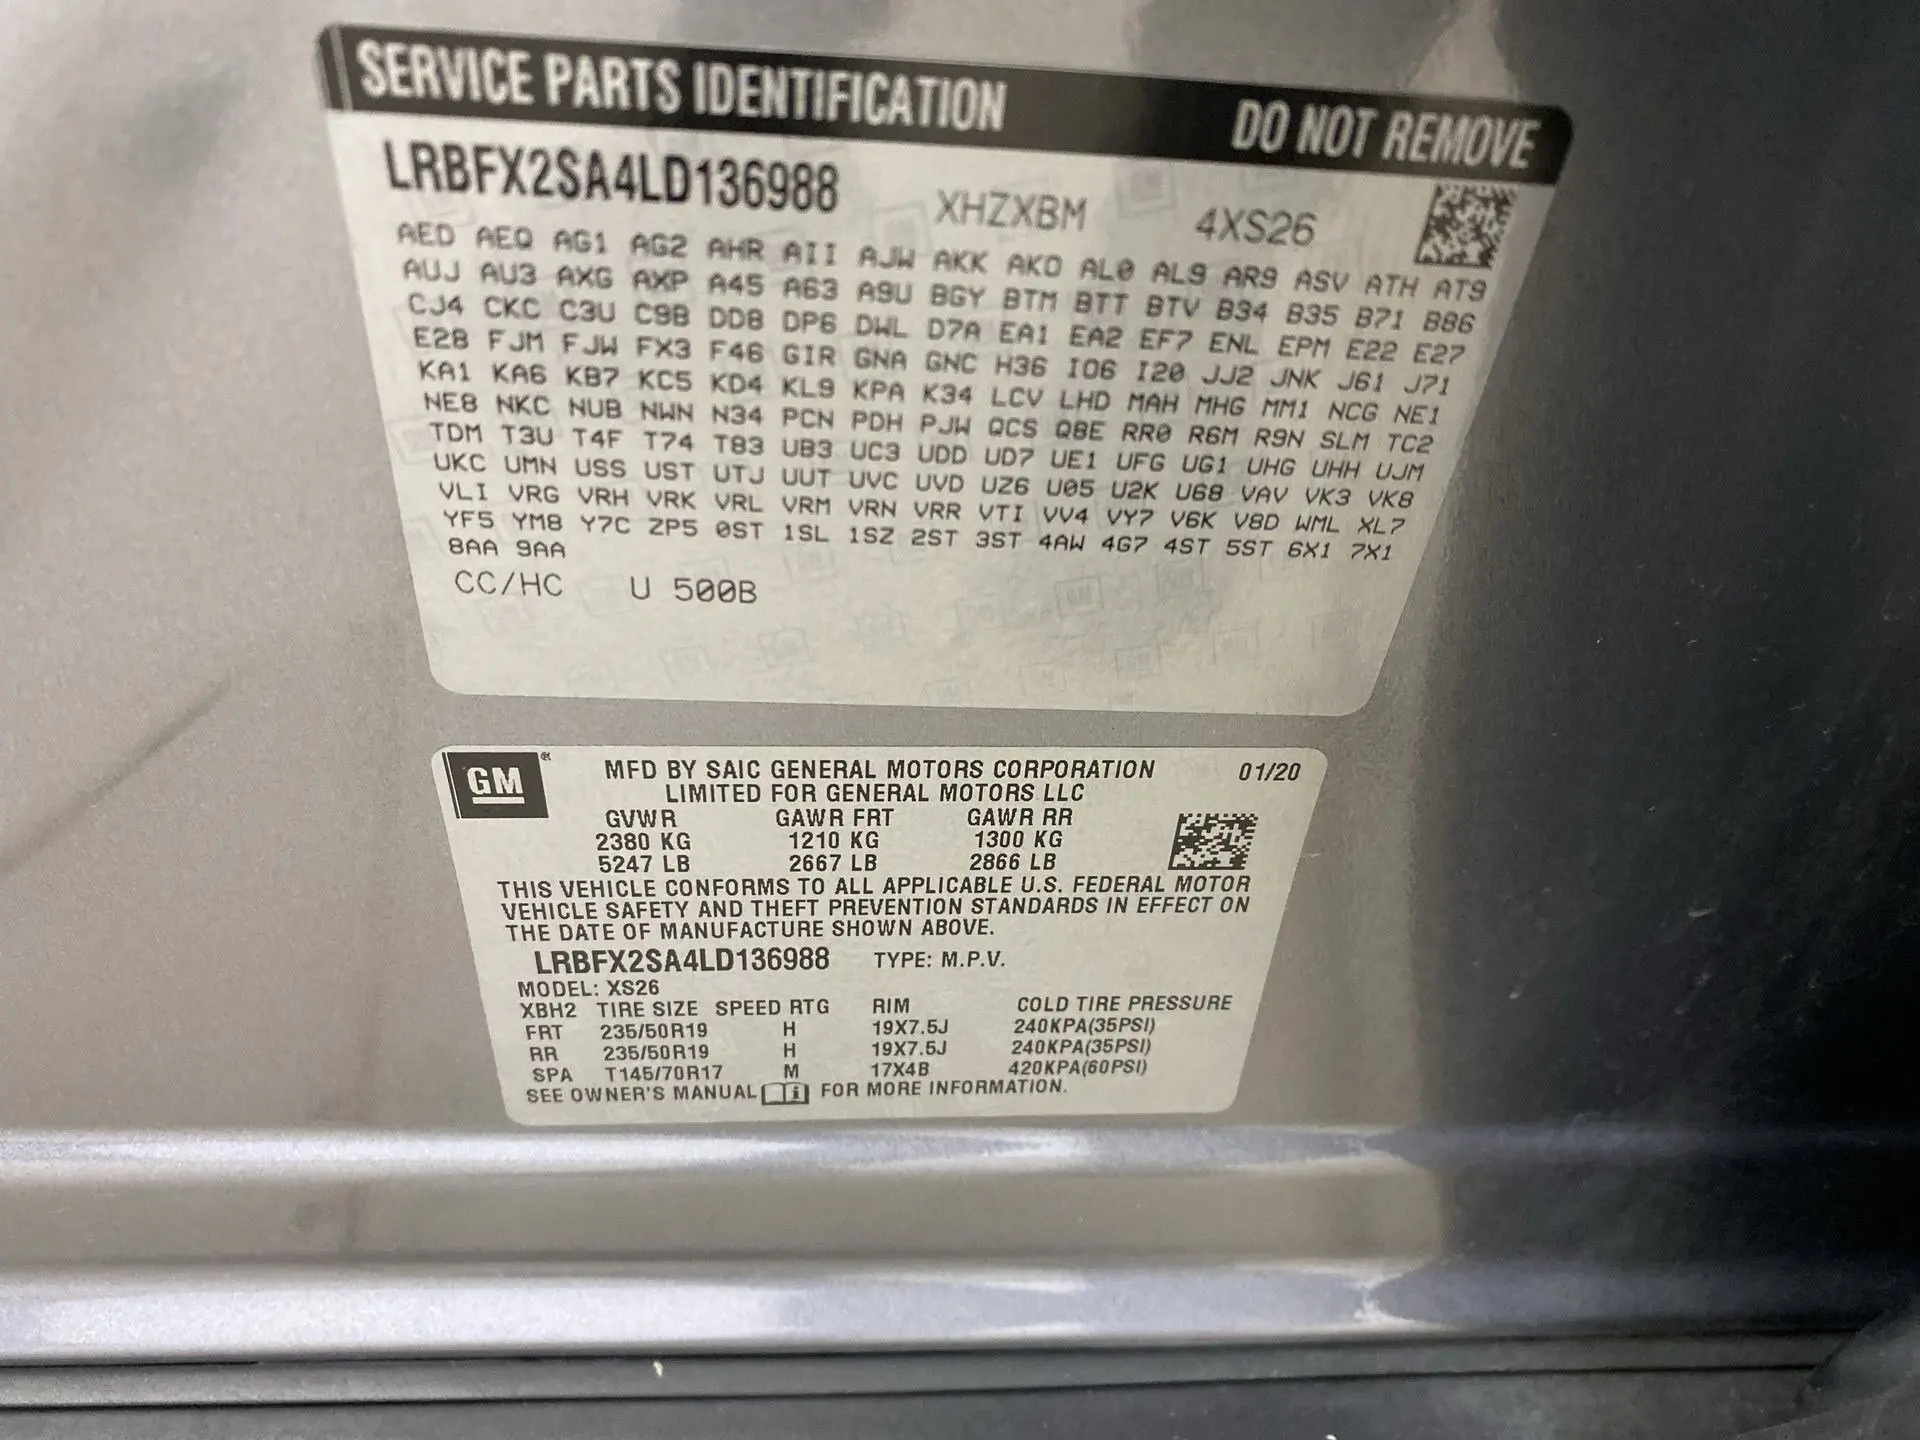 SERVICE PARTS IDENTIFICATION DO NOT REMOVE
LRBFX2SA4LD136988 XHZXBM 4XS26
AED AEQ AG1 AG2 AHR AII AJW AKK AKO AL0 AL9 AR9 ASV ATH AT9
AUJ AU3 AXG AXP A45 A63 A9U BGY BTM BTT BTV B34 B35 B71 B86
CJ4 CKC C3U C9B DD8 DP6 DWL D7A EA1 EA2 EF7 ENL EPM E22 E27
E28 FJM FJW FX3 F46 GIR GNA GNC H36 IO6 I20 JJ2 JNK J61 J71
KA1 KA6 KB7 KC5 KD4 KL9 KPA K34 LCV LHD MAH MHG MM1 NCG NE1
NE8 NKC NUB NWN N34 PCN PDH PJW QCS Q8E RR0 R6M R9N SLM TC2
TDM T3U T4F T74 T83 UB3 UC3 UDD UD7 UE1 UFG UG1 UHG UHH UJM
UKC UMN USS UST UTJ UUT UVC UVD UZ6 U05 U2K U68 VAV VK3 VK8
VLI VRG VRH VRK VRL VRM VRN VRR VTI VV4 VY7 V6K V8D WML XL7
YF5 YM8 Y7C ZP5 0ST 1SL 1SZ 2ST 3ST 4AW 4G7 4ST 5ST 6X1 7X1
8AA 9AA
CC/HC U 500B
GM® MFD BY SAIC GENERAL MOTORS CORPORATION 01/20
LIMITED FOR GENERAL MOTORS LLC
GVWR GAWR FRT GAWR RR
2380 KG 1210 KG 1300 KG
5247 LB 2667 LB 2866 LB
THIS VEHICLE CONFORMS TO ALL APPLICABLE U.S. FEDERAL MOTOR
VEHICLE SAFETY AND THEFT PREVENTION STANDARDS IN EFFECT ON
THE DATE OF MANUFACTURE SHOWN ABOVE.
LRBFX2SA4LD136988 TYPE: M.P.V.
MODEL: XS26
XBH2 TIRE SIZE SPEED RTG RIM COLD TIRE PRESSURE
FRT 235/50R19 H 19X7.5J 240KPA(35PSI)
RR 235/50R19 H 19X7.5J 240KPA(35PSI)
SPA T145/70R17 M 17X4B 420KPA(60PSI)
SEE OWNER'S MANUAL FOR MORE INFORMATION.